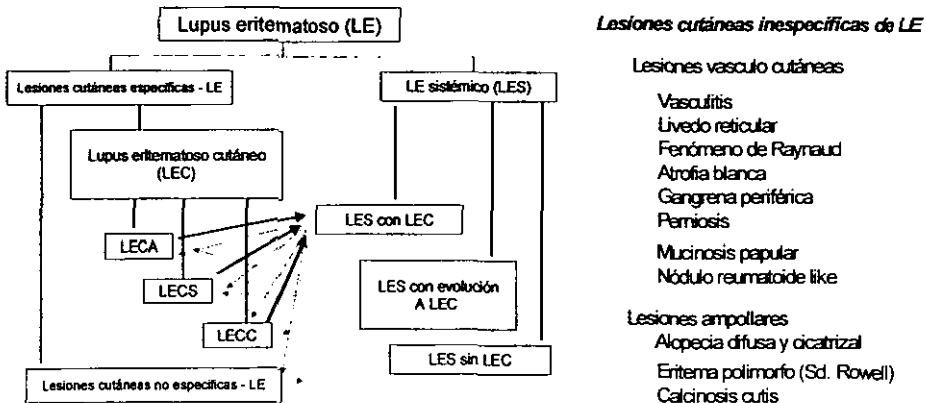 Lupus eritematoso (LE)
Lesiones cutáneas específicas - LE
LE sistémico (LES)
Lupus eritematoso cutáneo
(LEC)
LES con LEC
LECA
LECS
LES con evolución
A LEC
LECC
LES sin LEC
Lesiones cutáneas no específicas - LE
Lesiones cutáneas inespecíficas de LE
Lesiones vasculo cutáneas
Vasculitis
Livedo reticular
Fenómeno de Raynaud
Atrofia blanca
Gangrena periférica
Perniosis
Mucinosis papular
Nódulo reumatoide like
Lesiones ampollares
Alopecia difusa y cicatrizal
Eritema polimorfo (Sd. Rowell)
Calcinosis cutis